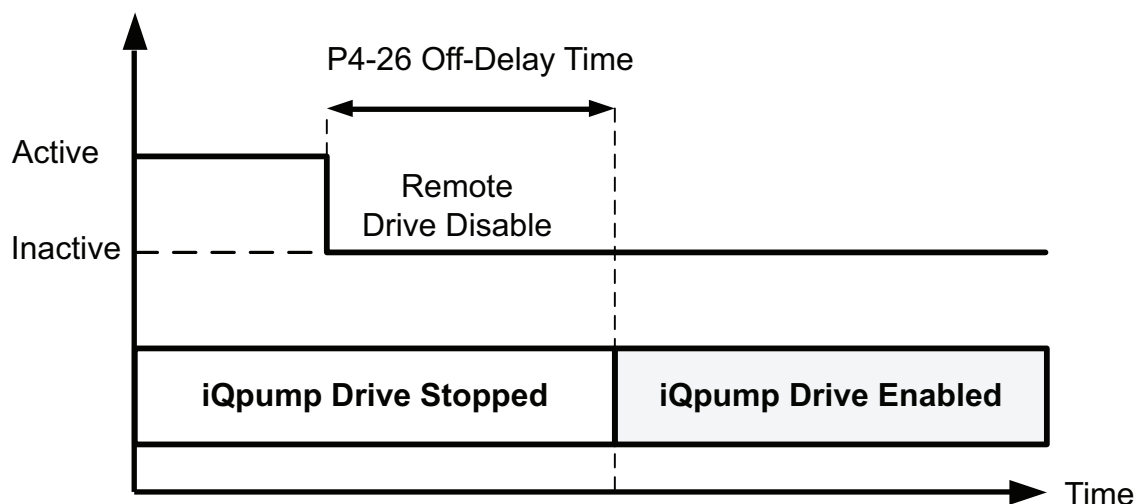 P4-26 Off-Delay Time
Active
Remote
Drive Disable
Inactive
iQpump Drive Stopped
iQpump Drive Enabled
Time